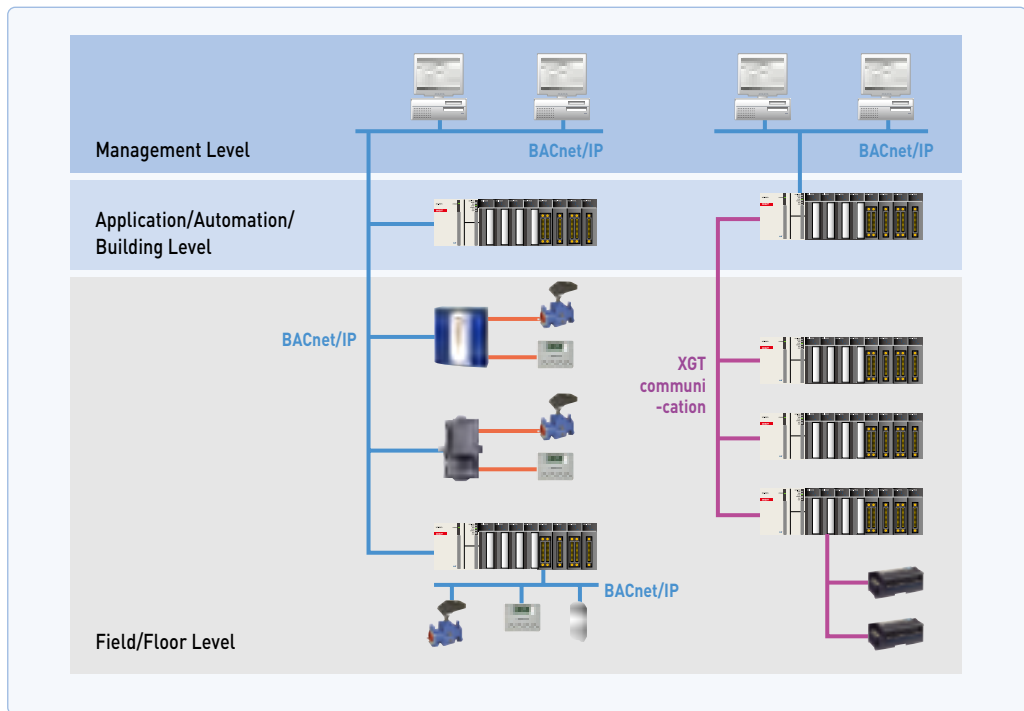 Management Level
BACnet/IP
BACnet/IP
Application/Automation/
Building Level
BACnet/IP
XGT
communi
-cation
BACnet/IP
Field/Floor Level